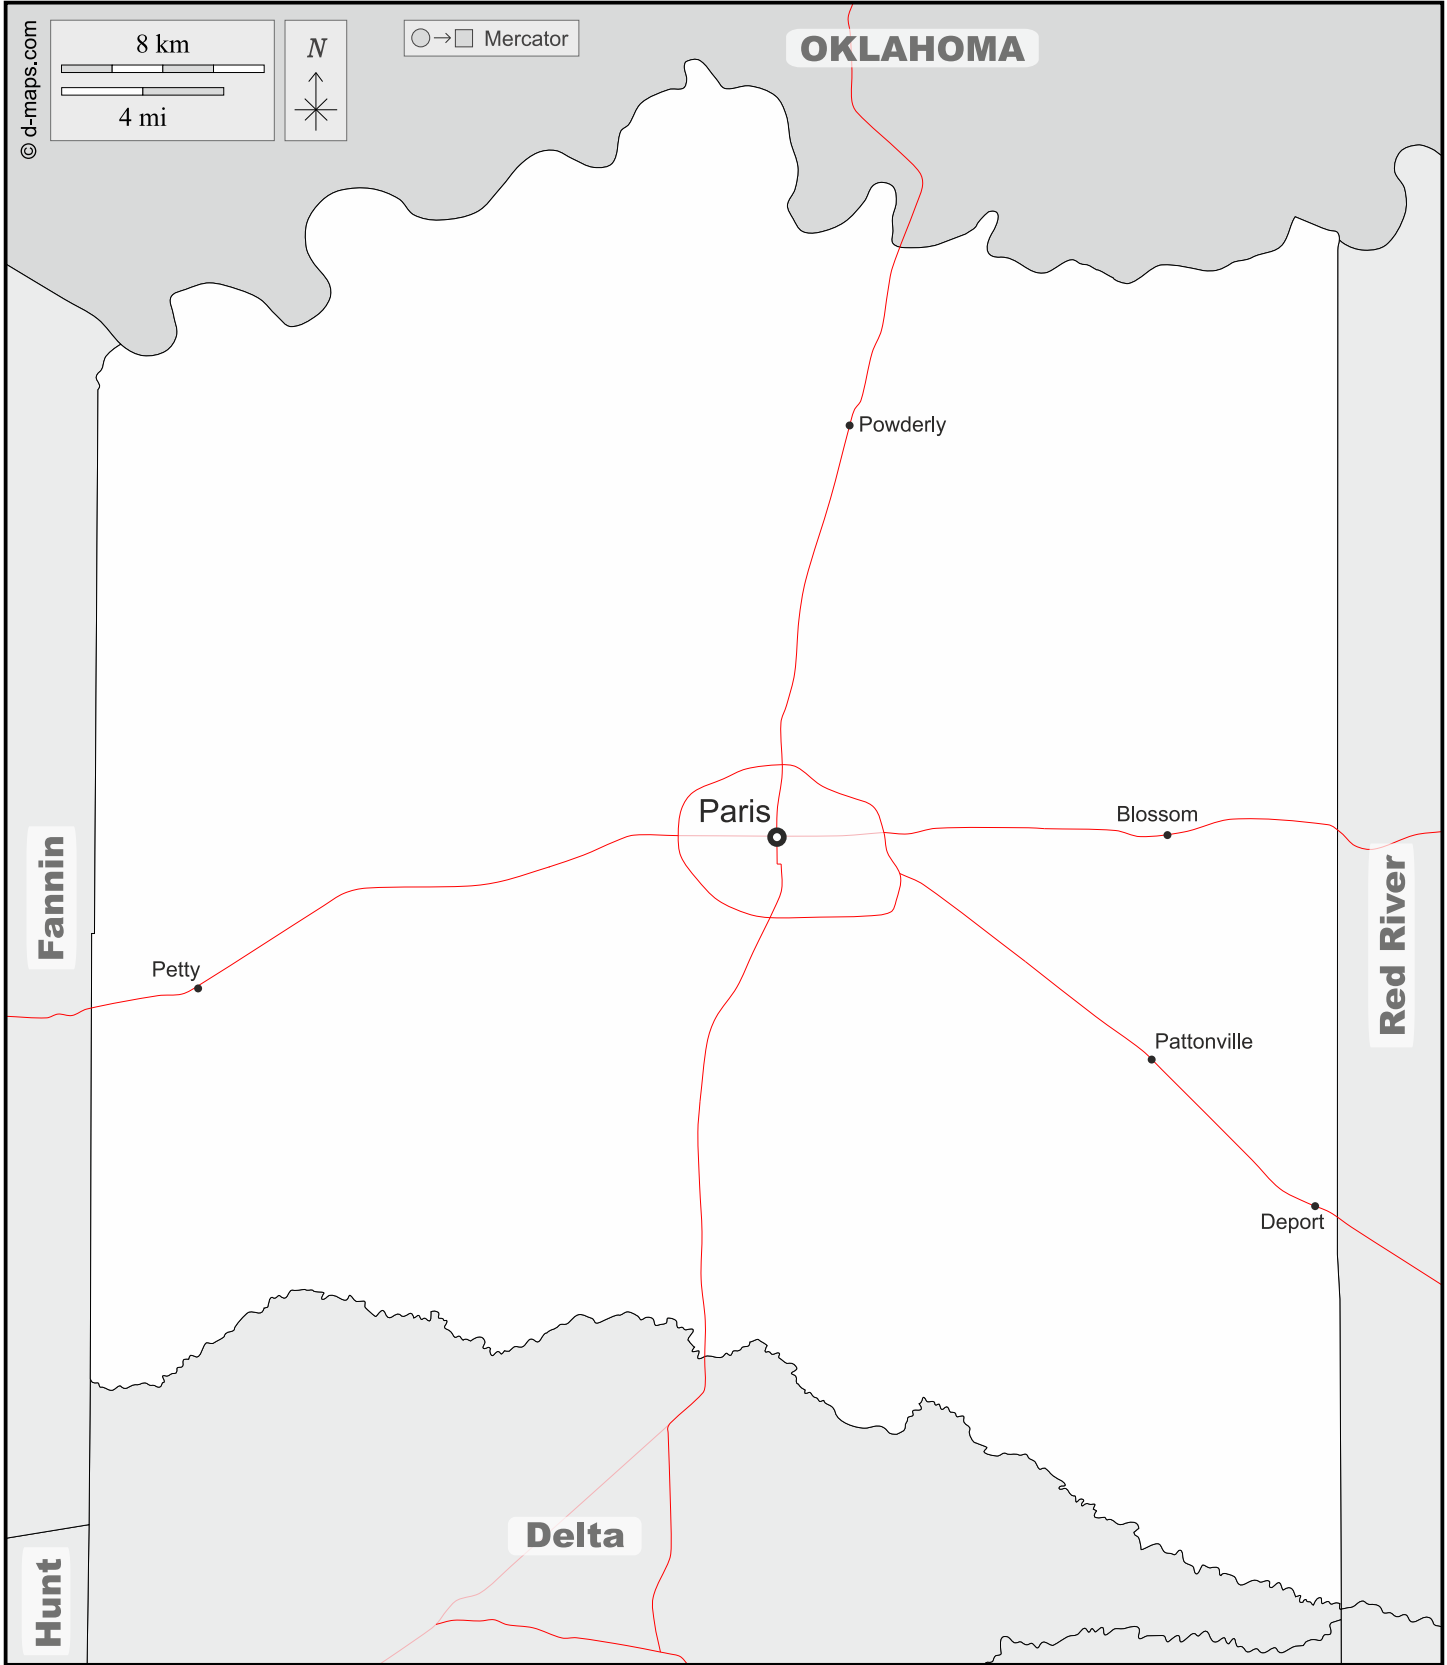 © d-maps.com
8 km
4 mi
N
Mercator
OKLAHOMA
Powderly
Paris
Blossom
Fannin
Red River
Petty
Pattonville
Deport
Delta
Hunt